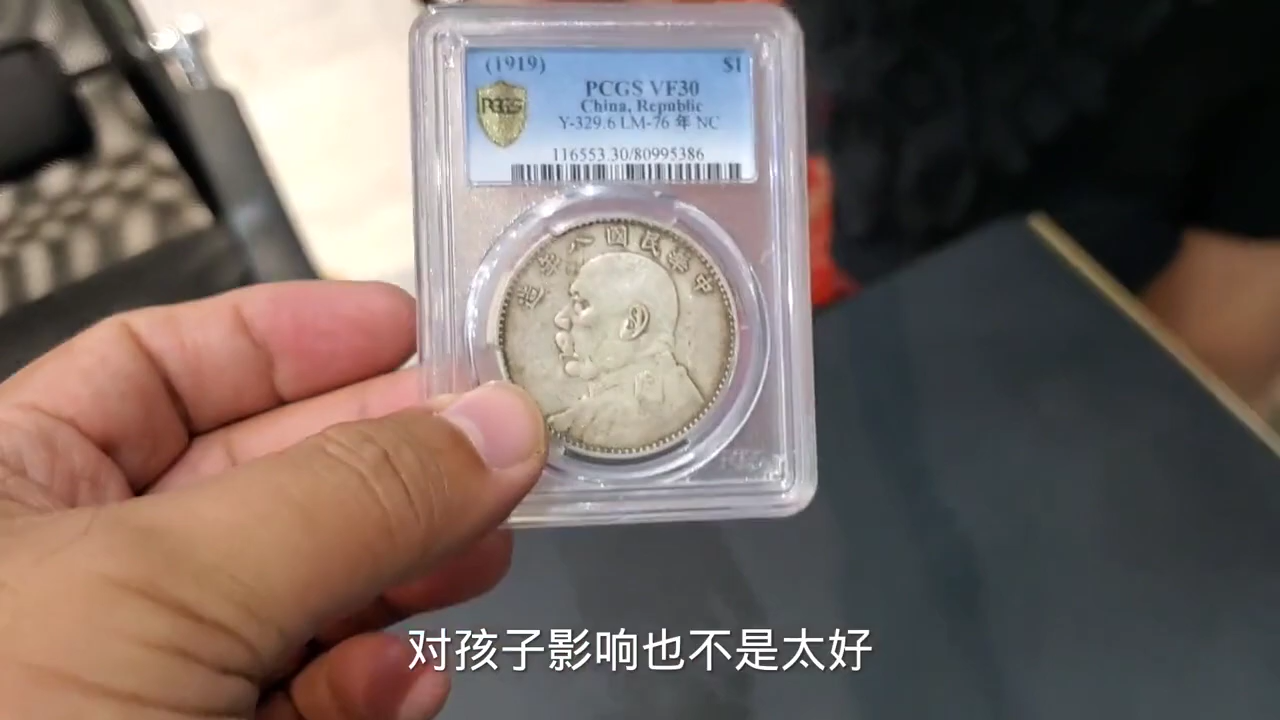 (1919) $1
PCGS VF30
China, Republic
PCGS
Y-329.6 LM-76 年 NC
116553.30/80995386
中華民國八年造
对孩子影响也不是太好